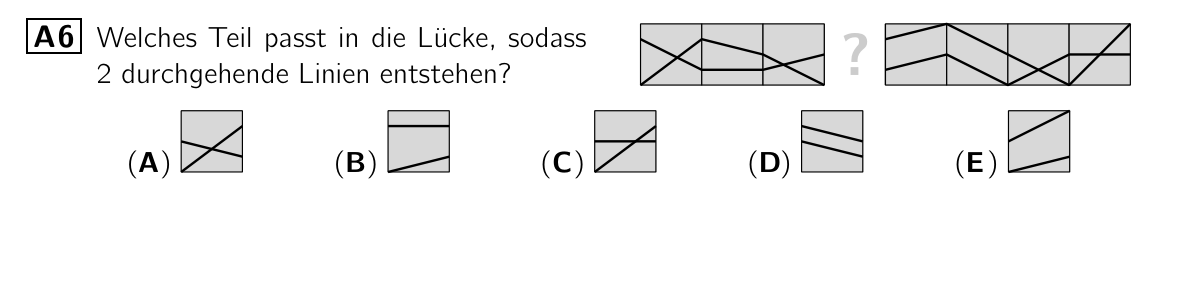 A6 Welches Teil passt in die Lücke, sodass
2 durchgehende Linien entstehen?
?
(A) (B) (C) (D) (E)